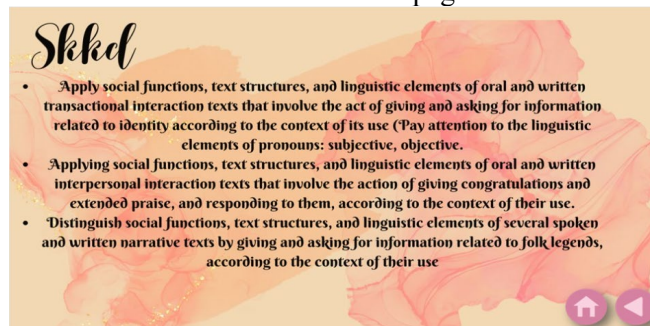 Skkd
• Apply social functions, text structures, and linguistic elements of oral and written
transactional interaction texts that involve the act of giving and asking for information
related to identity according to the context of its use (Pay attention to the linguistic
elements of pronouns: subjective, objective.
• Applying social functions, text structures, and linguistic elements of oral and written
interpersonal interaction texts that involve the action of giving congratulations and
extended praise, and responding to them, according to the context of their use.
• Distinguish social functions, text structures, and linguistic elements of several spoken
and written narrative texts by giving and asking for information related to folk legends,
according to the context of their use